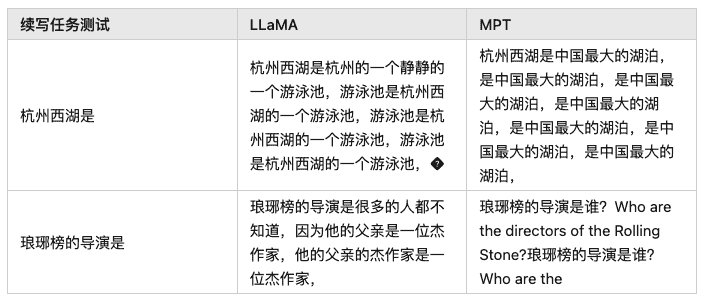 续写任务测试
LLaMA
MPT
杭州西湖是
杭州西湖是杭州的一个静静的
一个游泳池，游泳池是杭州西
湖的一个游泳池，游泳池是杭
州西湖的一个游泳池，游泳池
是杭州西湖的一个游泳池，�
杭州西湖是中国最大的湖泊，
是中国最大的湖泊，是中国最
大的湖泊，是中国最大的湖
泊，是中国最大的湖泊，是中
国最大的湖泊，是中国最大的
湖泊，
琅琊榜的导演是
琅琊榜的导演是很多的人都不
知道，因为他的父亲是一位杰
作家，他的父亲的杰作家是一
位杰作家，
琅琊榜的导演是谁？Who are
the directors of the Rolling
Stone?琅琊榜的导演是谁？
Who are the